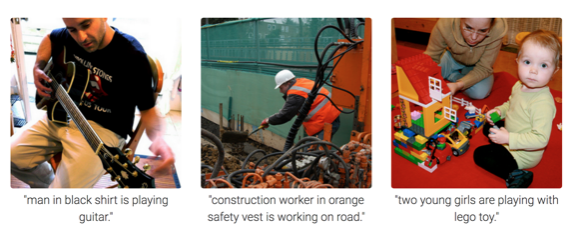 "man in black shirt is playing
guitar."
"construction worker in orange
safety vest is working on road."
"two young girls are playing with
lego toy."